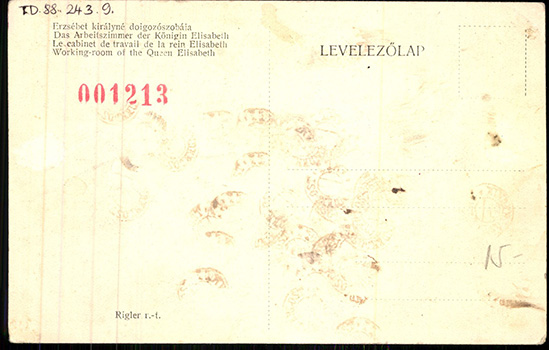 TD.88-243.9.
Erzsébet királyné dolgozószobája
Das Arbeitszimmer der Königin Elisabeth
Le cabinet de travail de la rein Elisabeth
Working-room of the Queen Elisabeth
LEVELEZŐLAP
001213
Rigler r.-t.